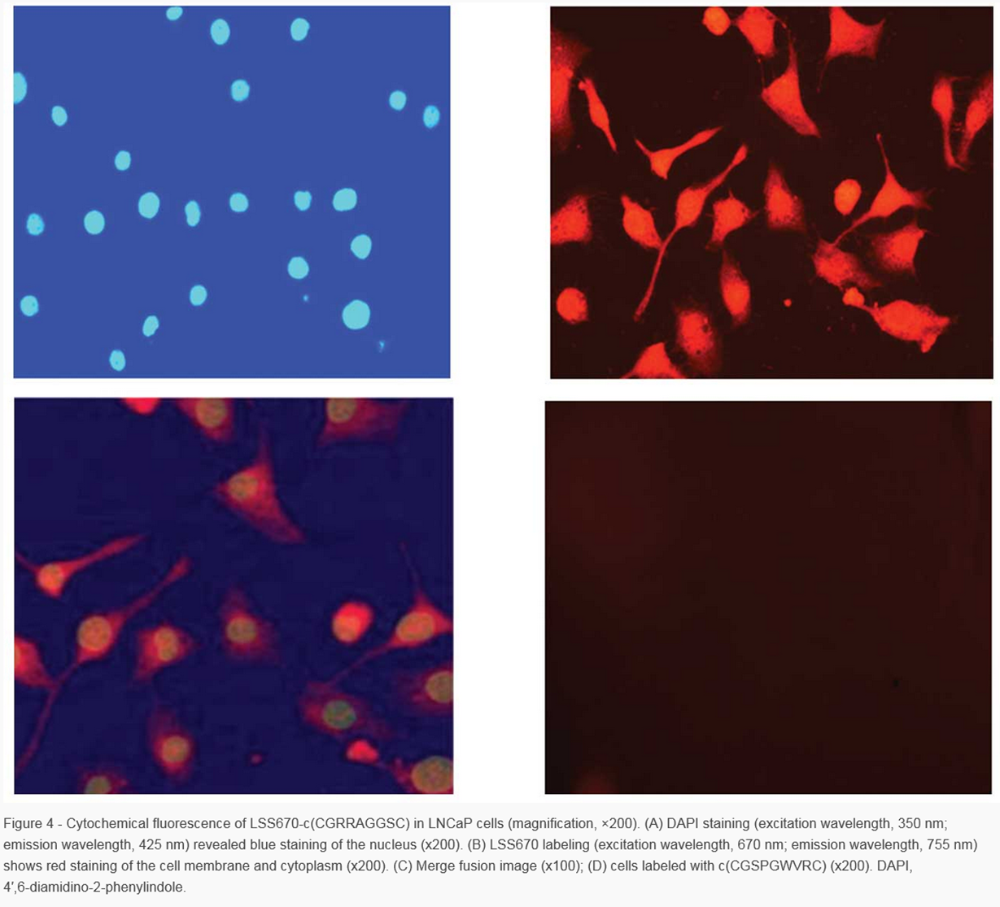 Figure 4 - Cytochemical fluorescence of LSS670-c(CGRRAGGSC) in LNCaP cells (magnification, ×200). (A) DAPI staining (excitation wavelength, 350 nm;
emission wavelength, 425 nm) revealed blue staining of the nucleus (x200). (B) LSS670 labeling (excitation wavelength, 670 nm; emission wavelength, 755 nm)
shows red staining of the cell membrane and cytoplasm (x200). (C) Merge fusion image (x100); (D) cells labeled with c(CGSPGWVRC) (x200). DAPI,
4′,6-diamidino-2-phenylindole.